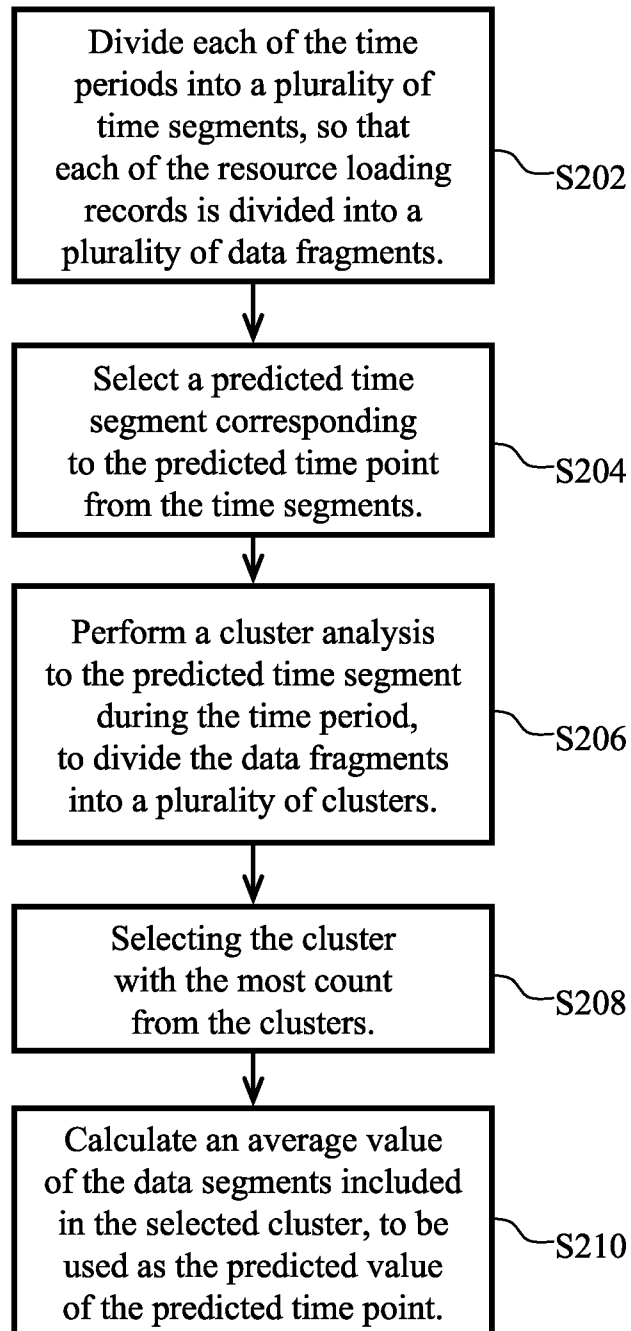 Divide each of the time
periods into a plurality of
time segments, so that
each of the resource loading
records is divided into a
plurality of data fragments.
S202
Select a predicted time
segment corresponding
to the predicted time point
from the time segments.
S204
Perform a cluster analysis
to the predicted time segment
during the time period,
to divide the data fragments
into a plurality of clusters.
S206
Selecting the cluster
with the most count
from the clusters.
S208
Calculate an average value
of the data segments included
in the selected cluster, to be
used as the predicted value
of the predicted time point.
S210